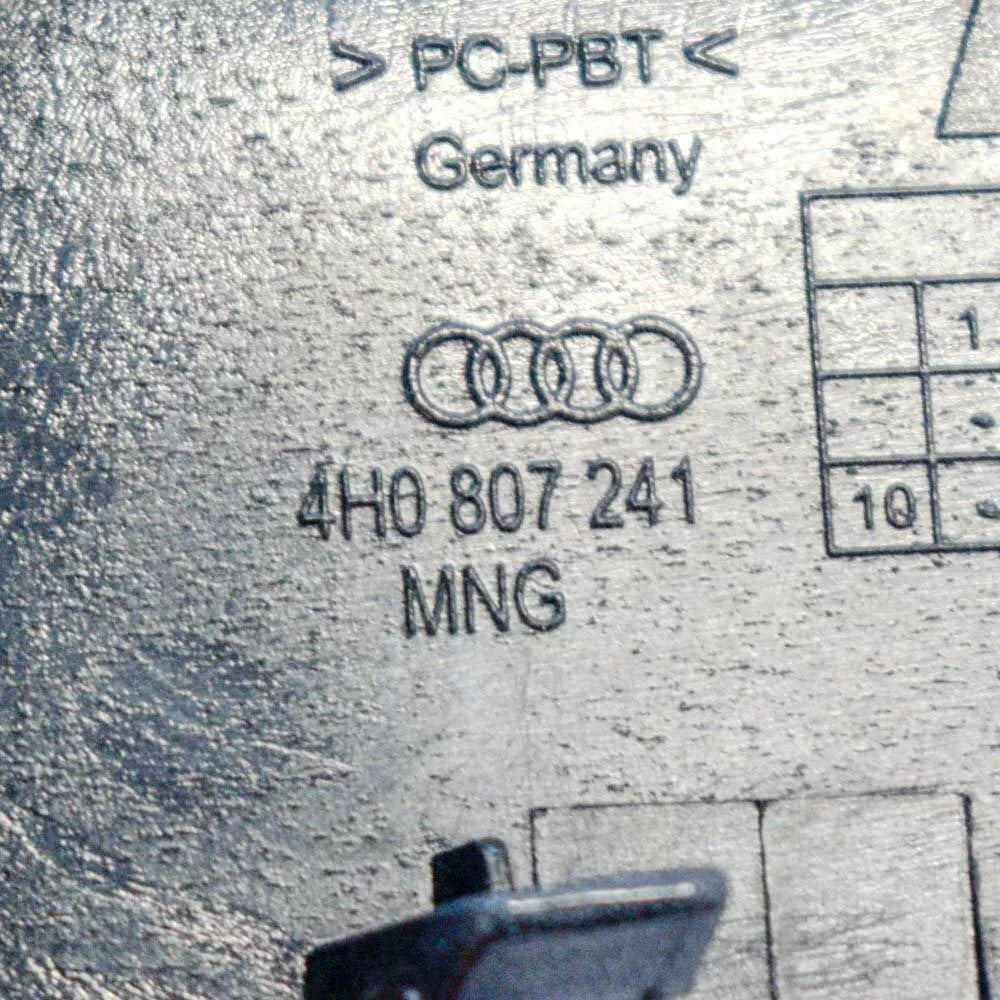 > PC-PBT <
Germany
1
4H0 807 241
10
MNG